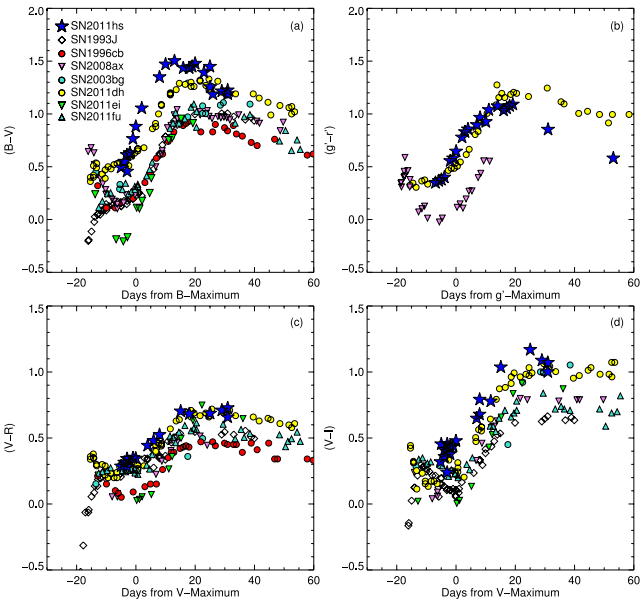 2.0
1.5
1.0
0.5
0.0
−0.5
(B−V)
SN2011hs
SN1993J
SN1996cb
SN2008ax
SN2003bg
SN2011dh
SN2011ei
SN2011fu
(a)
−30 −20 0 20 40 60
Days from B−Maximum
2.0
1.5
1.0
0.5
0.0
−0.5
(g'−r')
(b)
−30 −20 0 20 40 60
Days from g'−Maximum
1.5
1.0
0.5
0.0
−0.5
(V−R)
(c)
−30 −20 0 20 40 60
Days from V−Maximum
1.5
1.0
0.5
0.0
−0.5
(V−I)
(d)
−30 −20 0 20 40 60
Days from V−Maximum